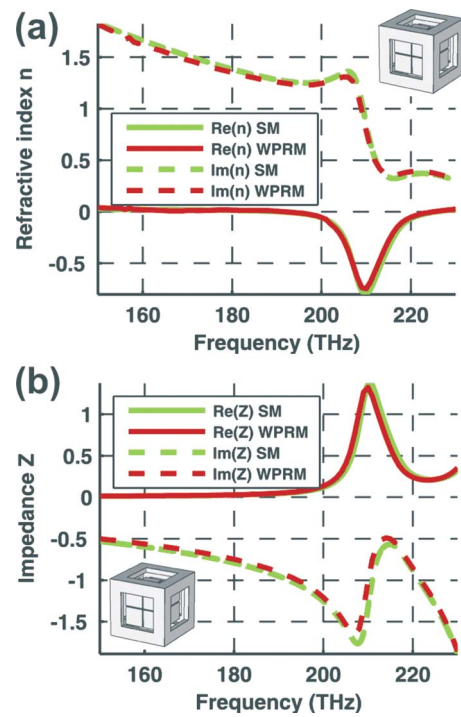 (a)
Refractive index n
1.5
1
0.5
0
-0.5
Re(n) SM
Re(n) WPRM
Im(n) SM
Im(n) WPRM
160 180 200 220
Frequency (THz)
(b)
Impedance Z
1
0.5
0
-0.5
-1
-1.5
Re(Z) SM
Re(Z) WPRM
Im(Z) SM
Im(Z) WPRM
160 180 200 220
Frequency (THz)